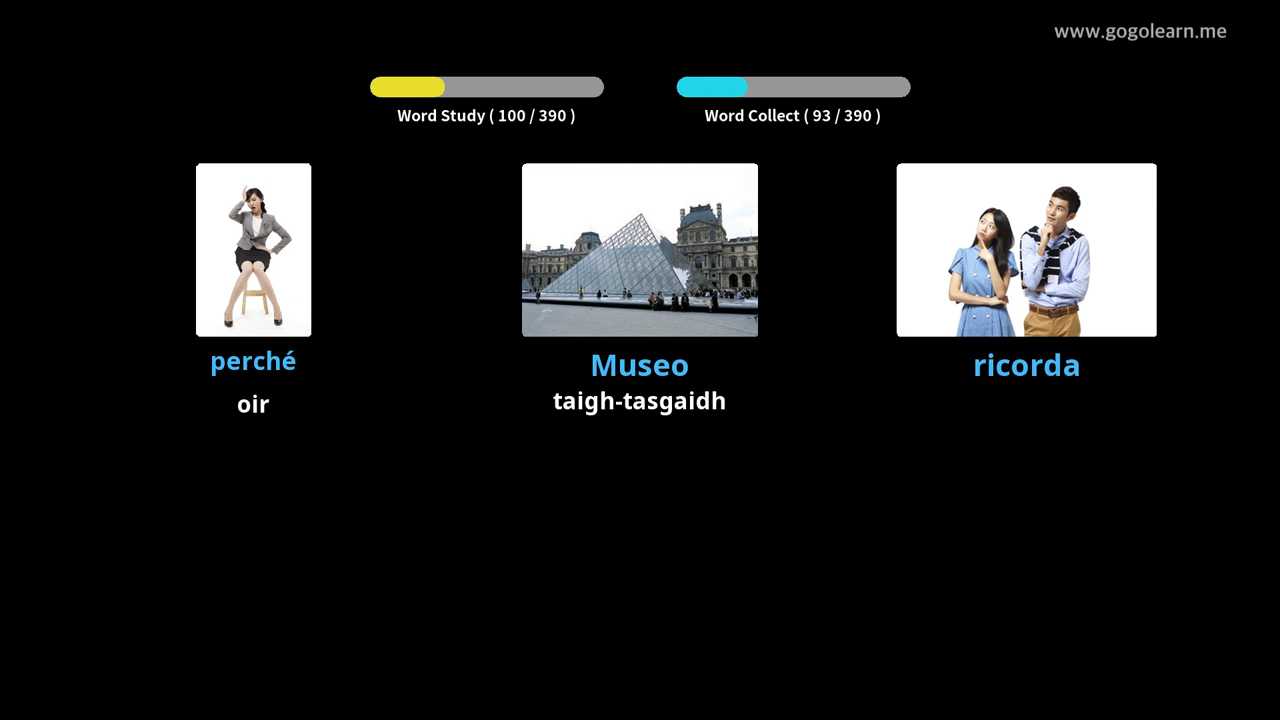 www.gogolearn.me
Word Study ( 100 / 390 )
Word Collect ( 93 / 390 )
perché
oir
Museo
taigh-tasgaidh
ricorda